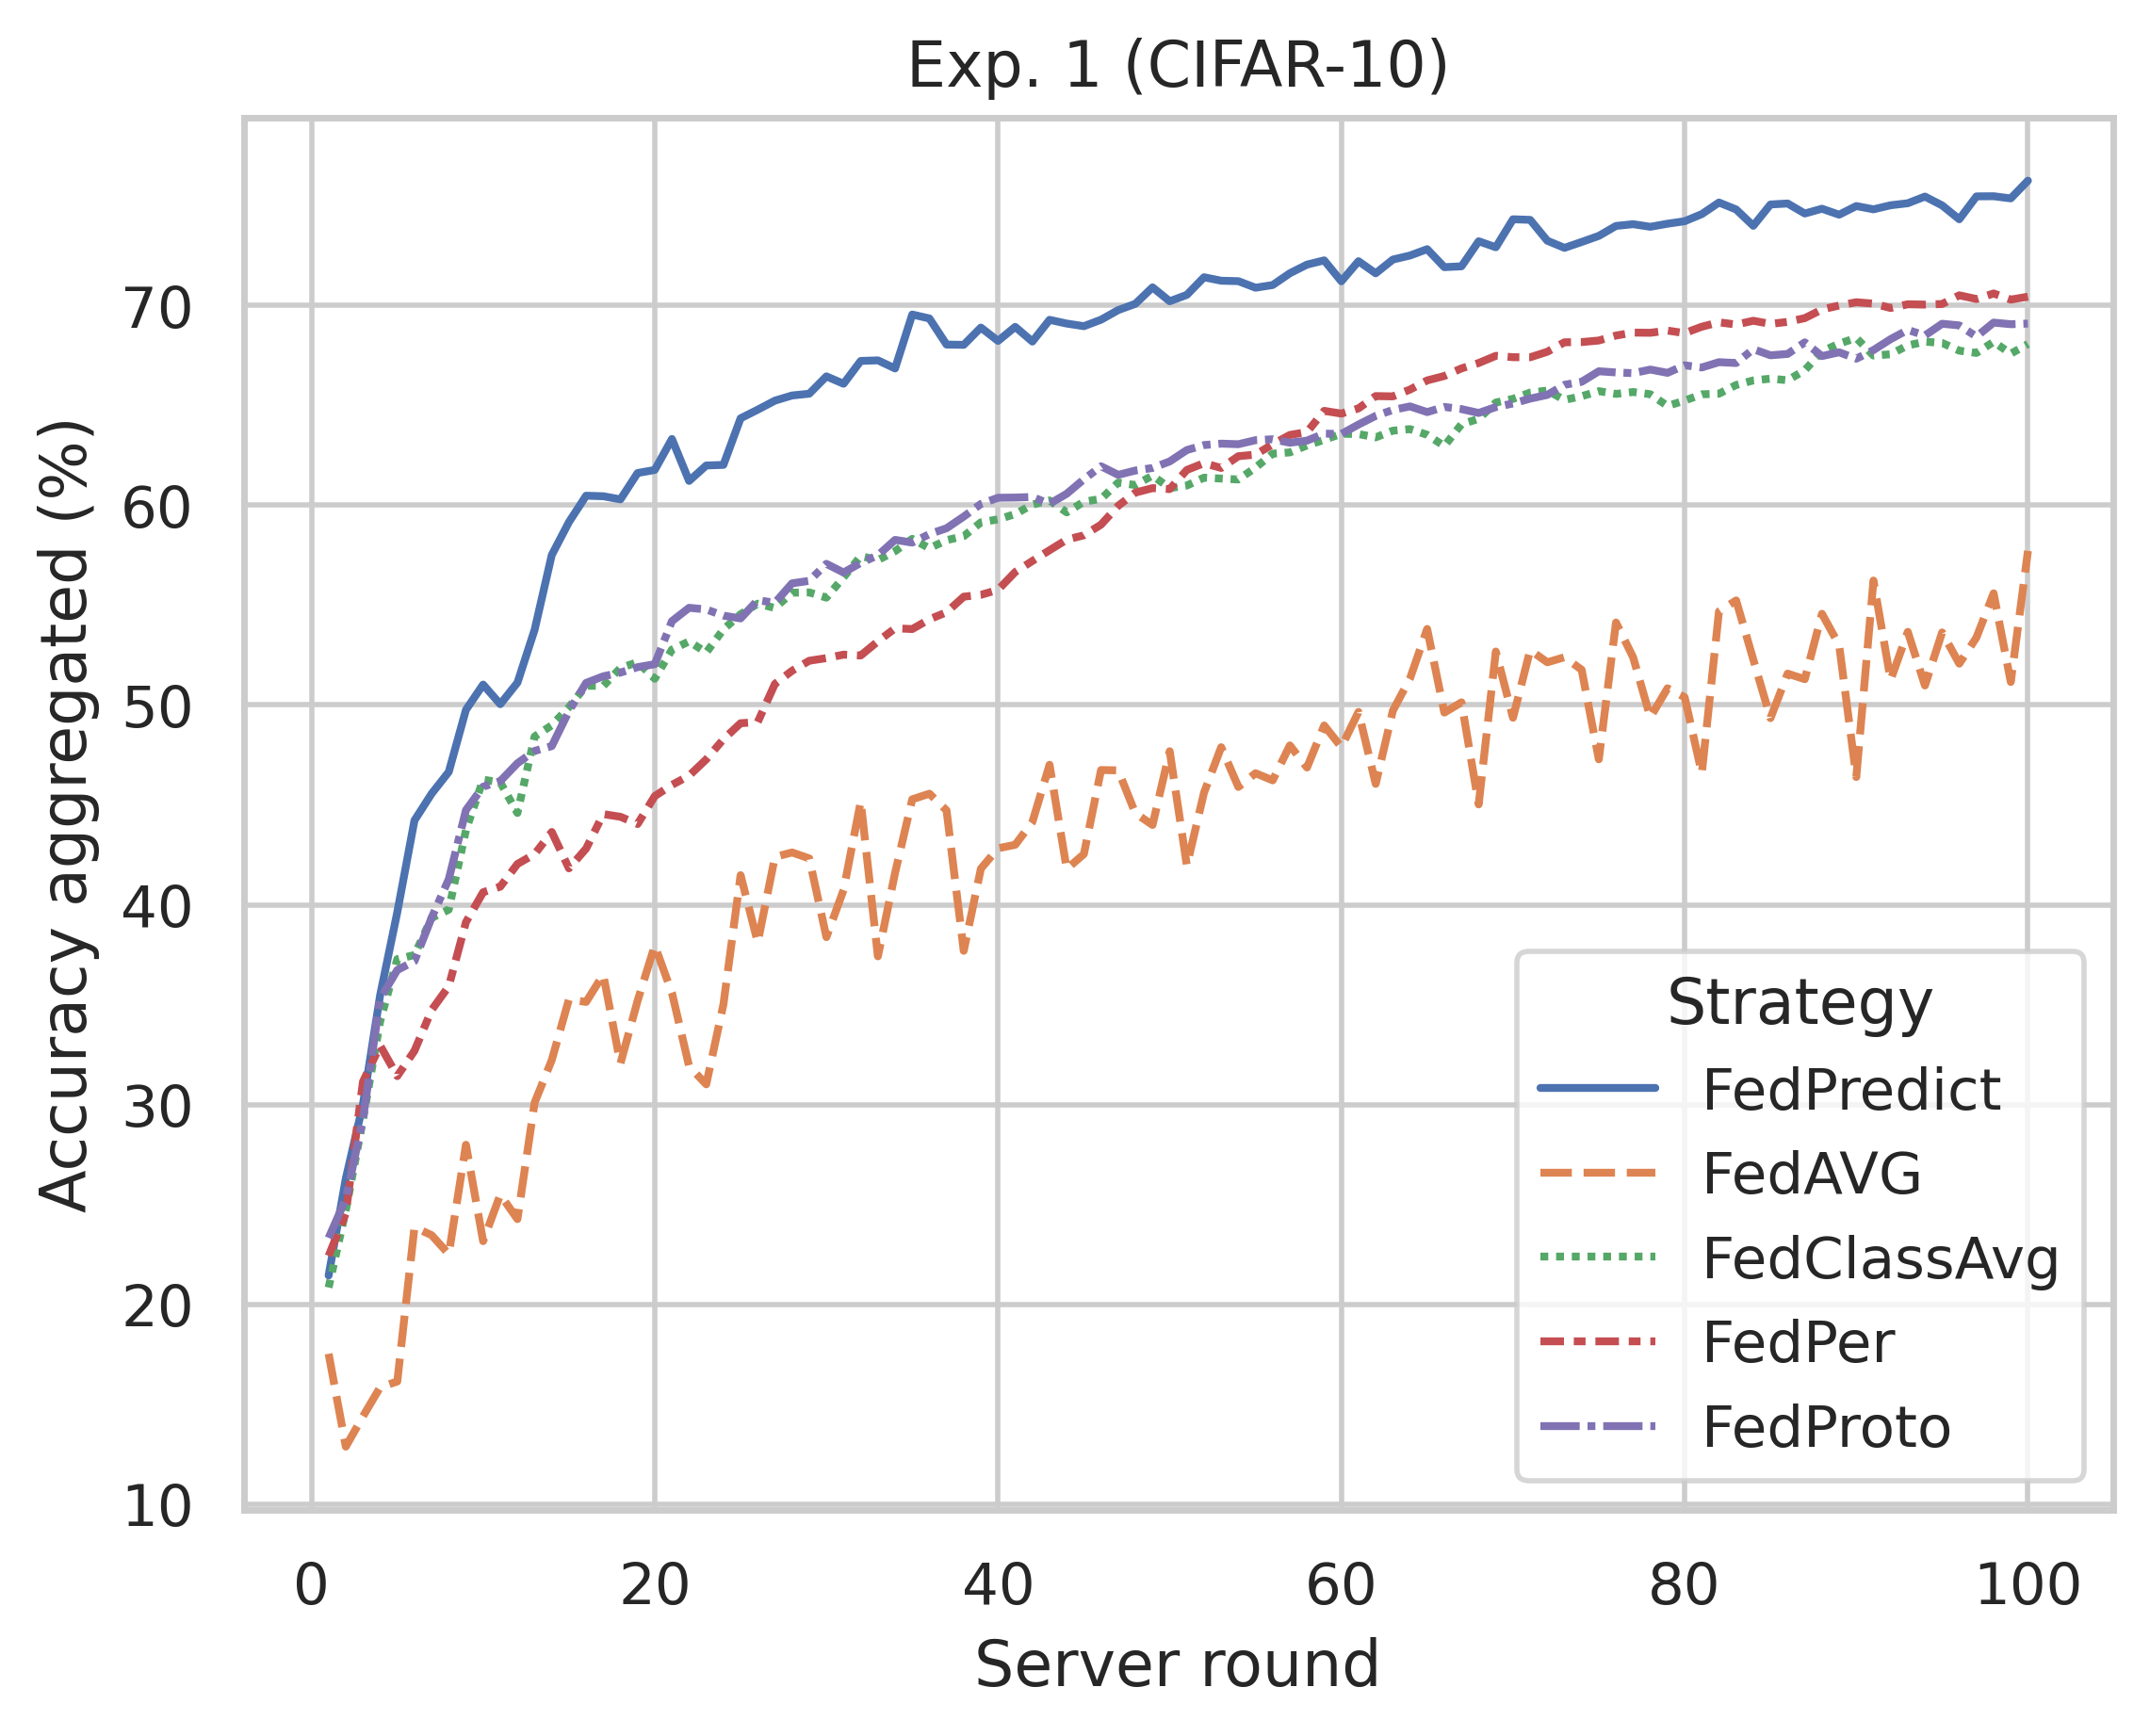 Exp. 1 (CIFAR-10)
Accuracy aggregated (%)
70
60
50
40
30
20
10
0 20 40 60 80 100
Server round
Strategy
FedPredict
FedAVG
FedClassAvg
FedPer
FedProto